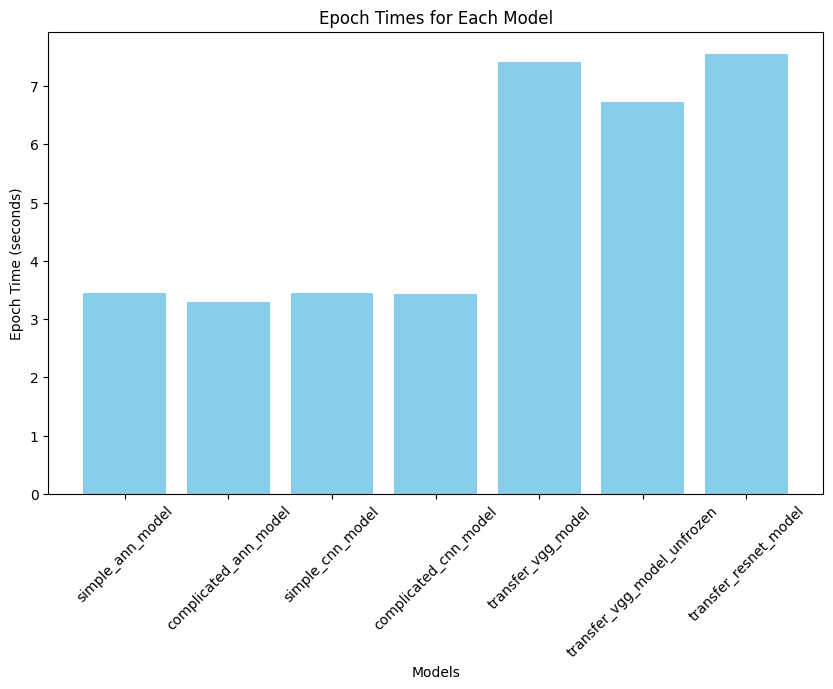 Epoch Times for Each Model
Epoch Time (seconds)
7
6
5
4
3
2
1
0
simple_ann_model
complicated_ann_model
simple_cnn_model
complicated_cnn_model
transfer_vgg_model
transfer_vgg_model_unfrozen
transfer_resnet_model
Models